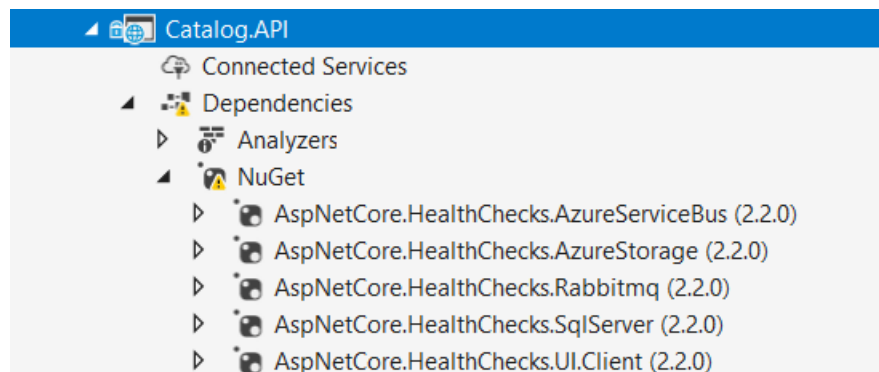 Catalog.API
Connected Services
Dependencies
Analyzers
NuGet
AspNetCore.HealthChecks.AzureServiceBus (2.2.0)
AspNetCore.HealthChecks.AzureStorage (2.2.0)
AspNetCore.HealthChecks.Rabbitmq (2.2.0)
AspNetCore.HealthChecks.SqlServer (2.2.0)
AspNetCore.HealthChecks.UI.Client (2.2.0)